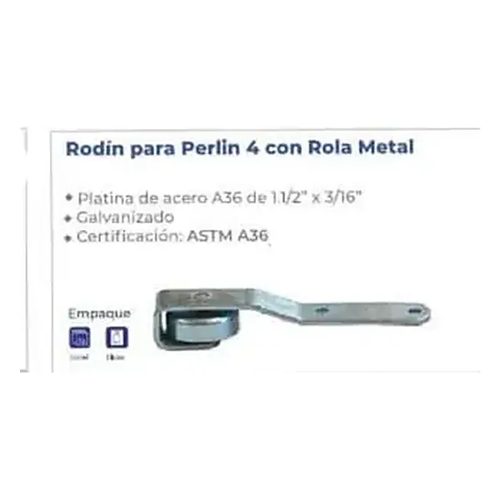 Rodín para Perlin 4 con Rola Metal
• Platina de acero A36 de 1.1/2” x 3/16”
• Galvanizado
• Certificación: ASTM A36
Empaque